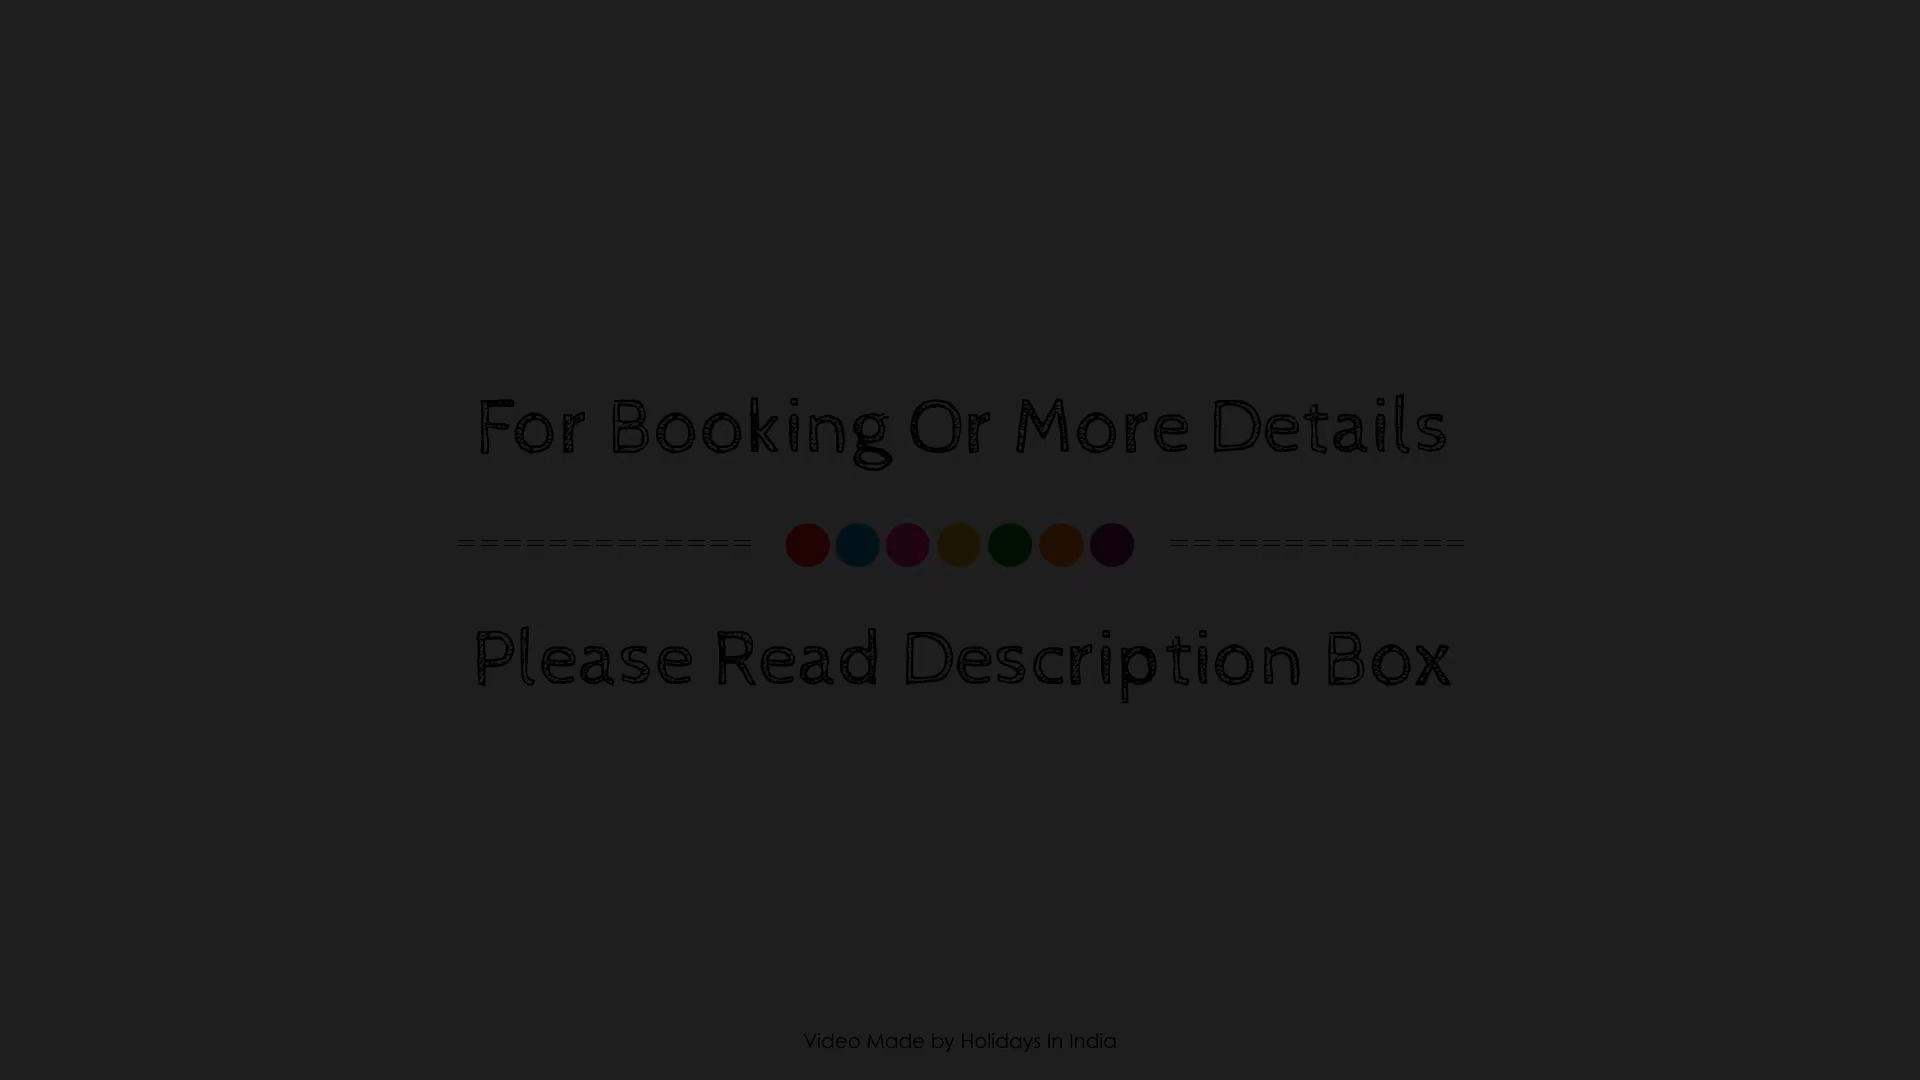 For Booking Or More Details
============= =============
Please Read Description Box
Video Made by Holidays In India